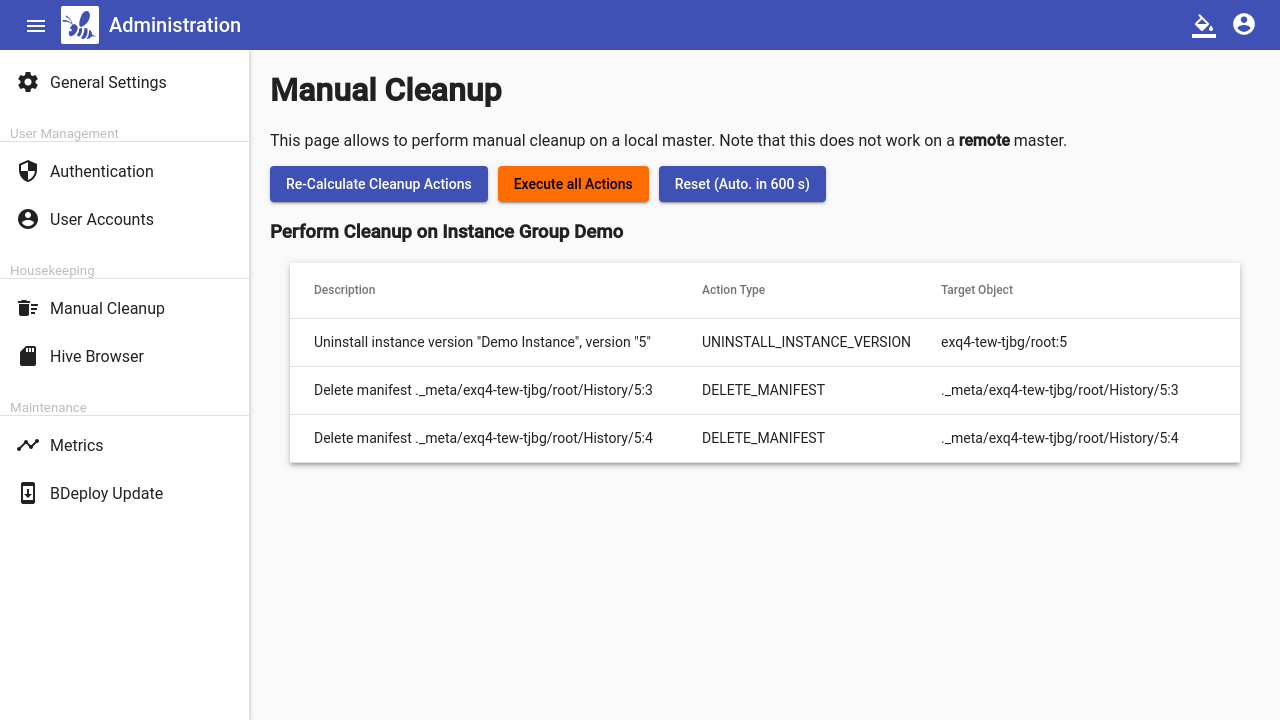 Administration
General Settings
User Management
Authentication
User Accounts
Housekeeping
Manual Cleanup
Hive Browser
Maintenance
Metrics
BDeploy Update
Manual Cleanup
This page allows to perform manual cleanup on a local master. Note that this does not work on a remote master.
Re-Calculate Cleanup Actions Execute all Actions Reset (Auto. in 600 s)
Perform Cleanup on Instance Group Demo
Description Action Type Target Object
Uninstall instance version "Demo Instance", version "5" UNINSTALL_INSTANCE_VERSION exq4-tew-tjbg/root:5
Delete manifest ._meta/exq4-tew-tjbg/root/History/5:3 DELETE_MANIFEST ._meta/exq4-tew-tjbg/root/History/5:3
Delete manifest ._meta/exq4-tew-tjbg/root/History/5:4 DELETE_MANIFEST ._meta/exq4-tew-tjbg/root/History/5:4